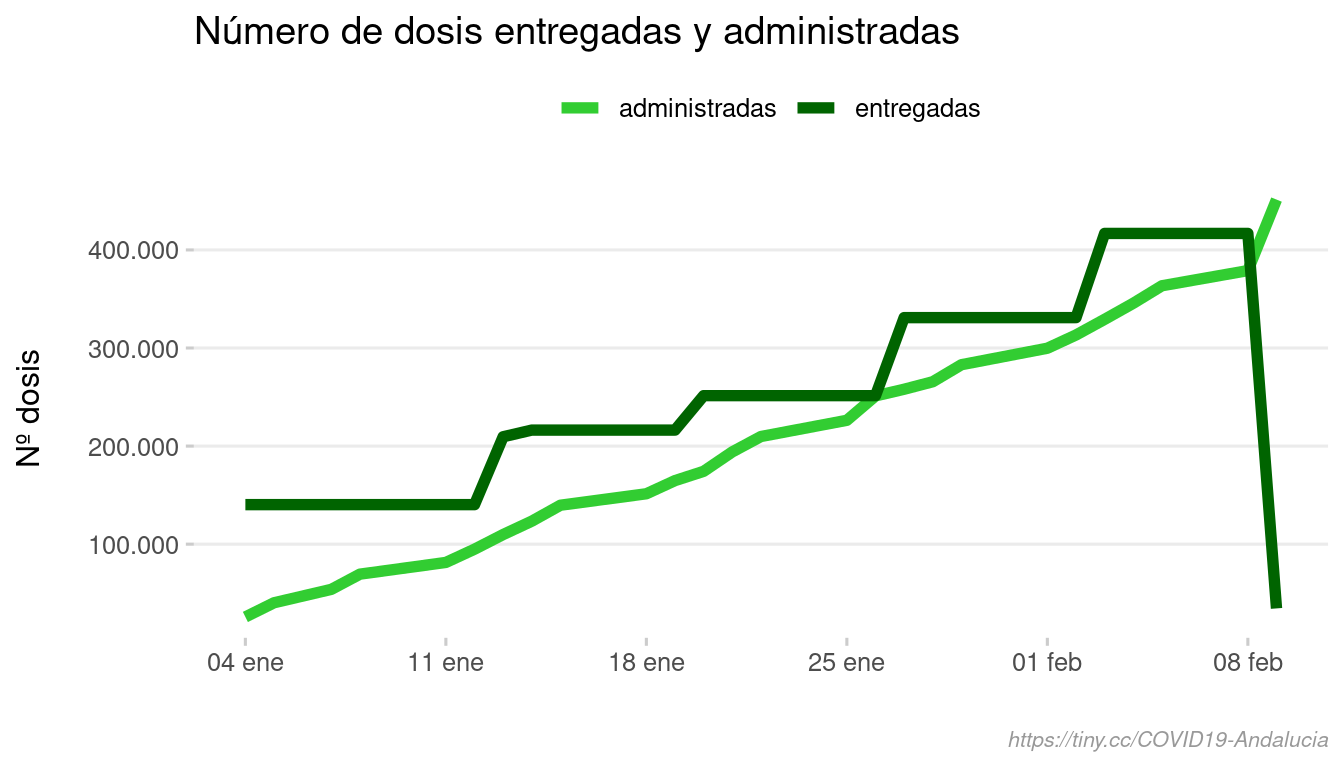 Número de dosis entregadas y administradas
administradas entregadas
Nº dosis
400.000
300.000
200.000
100.000
04 ene 11 ene 18 ene 25 ene 01 feb 08 feb
https://tiny.cc/COVID19-Andalucia